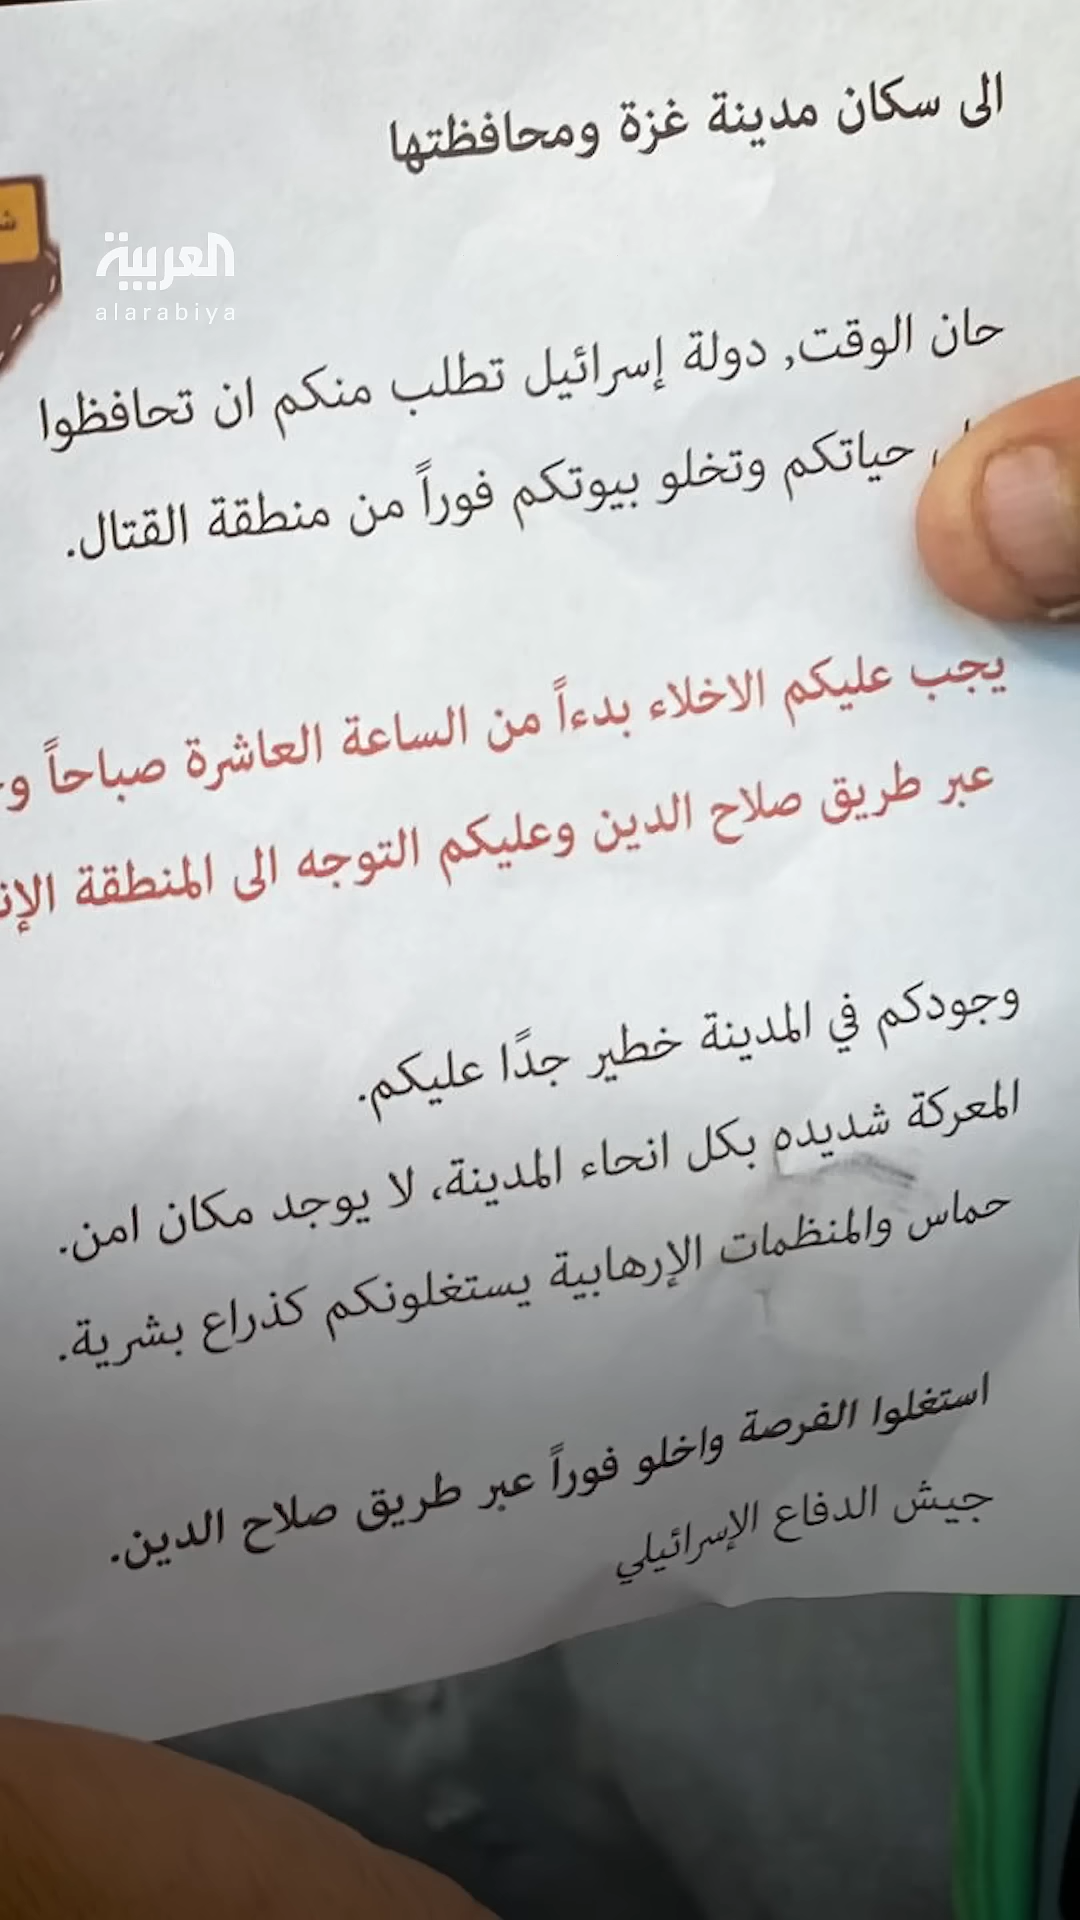 الى سكان مدينة غزة ومحافظتها
العربية
alarabiya
حان الوقت, دولة إسرائيل تطلب منكم ان تحافظوا
حياتكم وتخلو بيوتكم فوراً من منطقة القتال.
يجب عليكم الاخلاء بدءاً من الساعة العاشرة صباحاً
عبر طريق صلاح الدين وعليكم التوجه الى المنطقة
وجودكم في المدينة خطير جدًا عليكم.
المعركة شديده بكل انحاء المدينة، لا يوجد مكان امن.
حماس والمنظمات الإرهابية يستغلونكم كذراع بشرية.
استغلوا الفرصة واخلو فوراً عبر طريق صلاح الدين.
جيش الدفاع الإسرائيلي